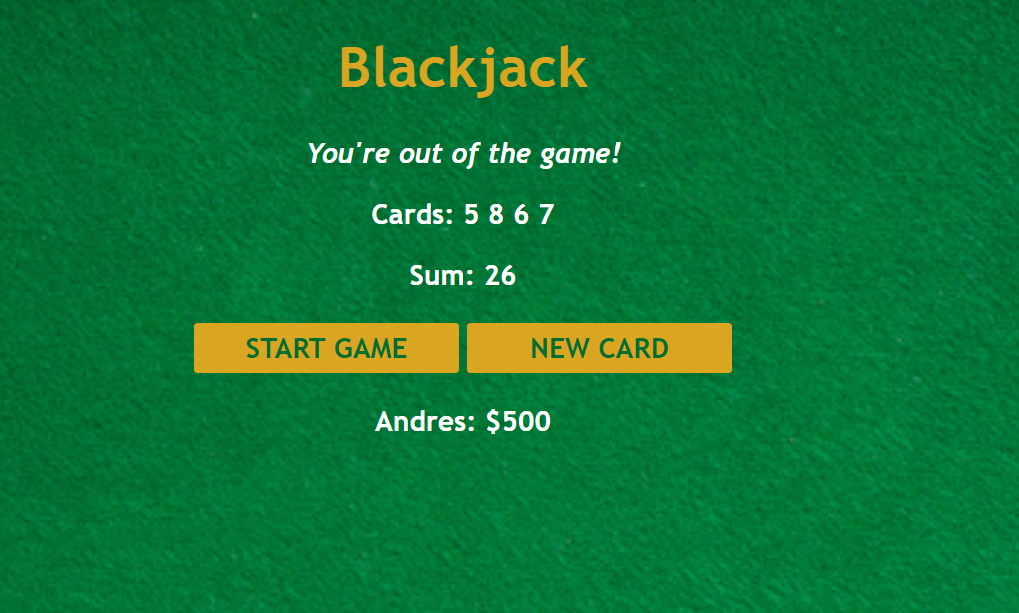 Blackjack
You're out of the game!
Cards: 5 8 6 7
Sum: 26
START GAME NEW CARD
Andres: $500